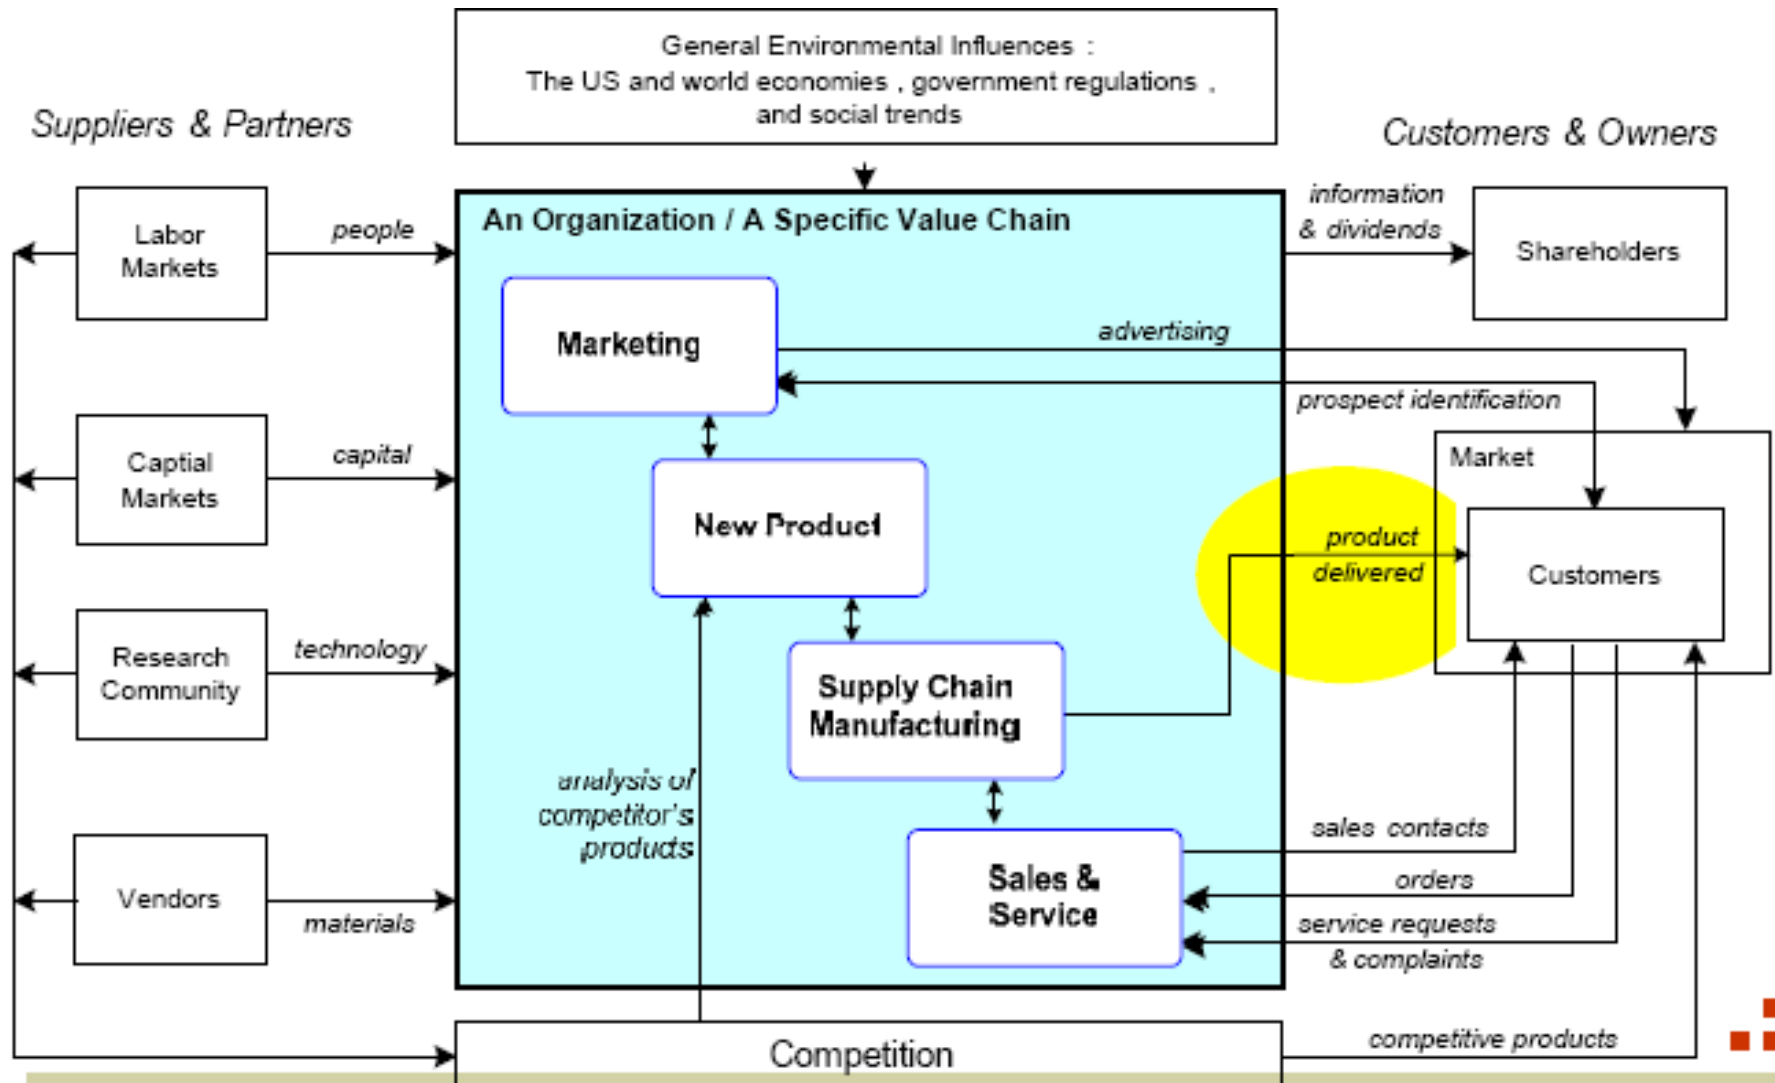 General Environmental Influences :
The US and world economies , government regulations ,
and social trends
Suppliers & Partners
Customers & Owners
Labor
Markets
people
An Organization / A Specific Value Chain
information
& dividends
Shareholders
Marketing
advertising
prospect identification
Captial
Markets
capital
Market
New Product
product
delivered
Customers
Research
Community
technology
Supply Chain
Manufacturing
analysis of
competitor's
products
Vendors
materials
Sales &
Service
sales contacts
orders
service requests
& complaints
Competition
competitive products